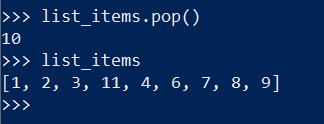 >>> list_items.pop()
10
>>> list_items
[1, 2, 3, 11, 4, 6, 7, 8, 9]
>>>